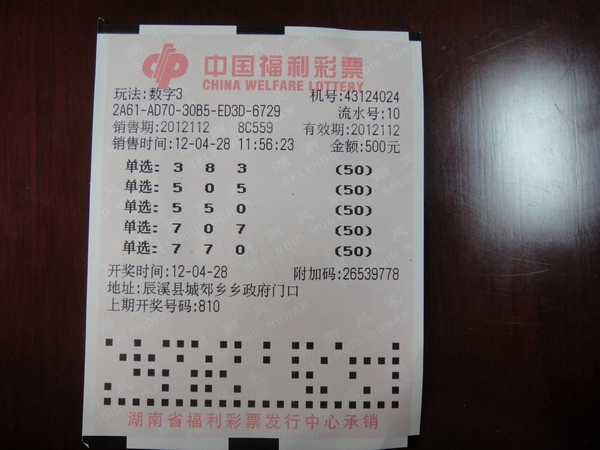 中国福利彩票
CHINA WELFARE LOTTERY
玩法:数字3 机号:43124024
2A61-AD70-30B5-ED3D-6729 流水号:10
销售期:2012112 8C559 有效期:2012112
销售时间:12-04-28 11:56:23 金额:500元
单选: 3 8 3 (50)
单选: 5 0 5 (50)
单选: 5 5 0 (50)
单选: 7 0 7 (50)
单选: 7 7 0 (50)
开奖时间:12-04-28 附加码:26539778
地址:辰溪县城郊乡乡政府门口
上期开奖号码:810
湖南省福利彩票发行中心承销